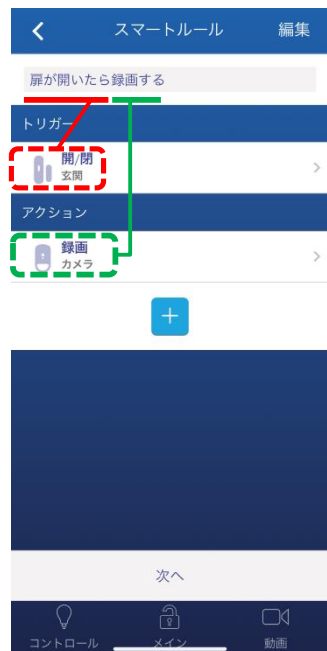 スマートルール 編集
扉が開いたら録画する
トリガー
開/閉
玄関
アクション
録画
カメラ
次へ
コントロール メイン 動画